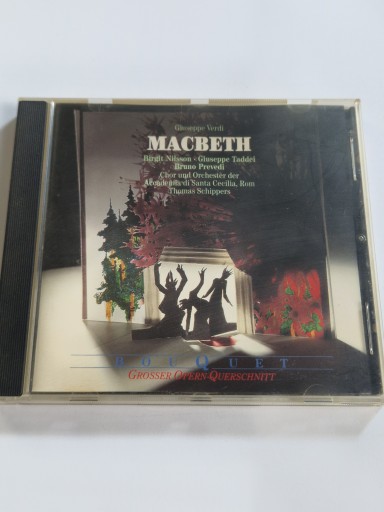 Giuseppe Verdi
MACBETH
Birgit Nilsson · Giuseppe Taddei
Bruno Prevedi
Chor und Orchester der
Accademia di Santa Cecilia, Rom
Thomas Schippers
BOUQUET
GROSSER OPERN-QUERSCHNITT